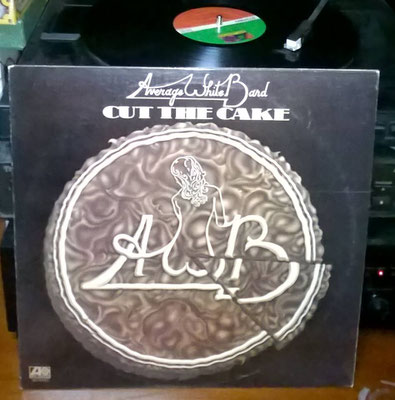 Average White Band
CUT THE CAKE
AWB